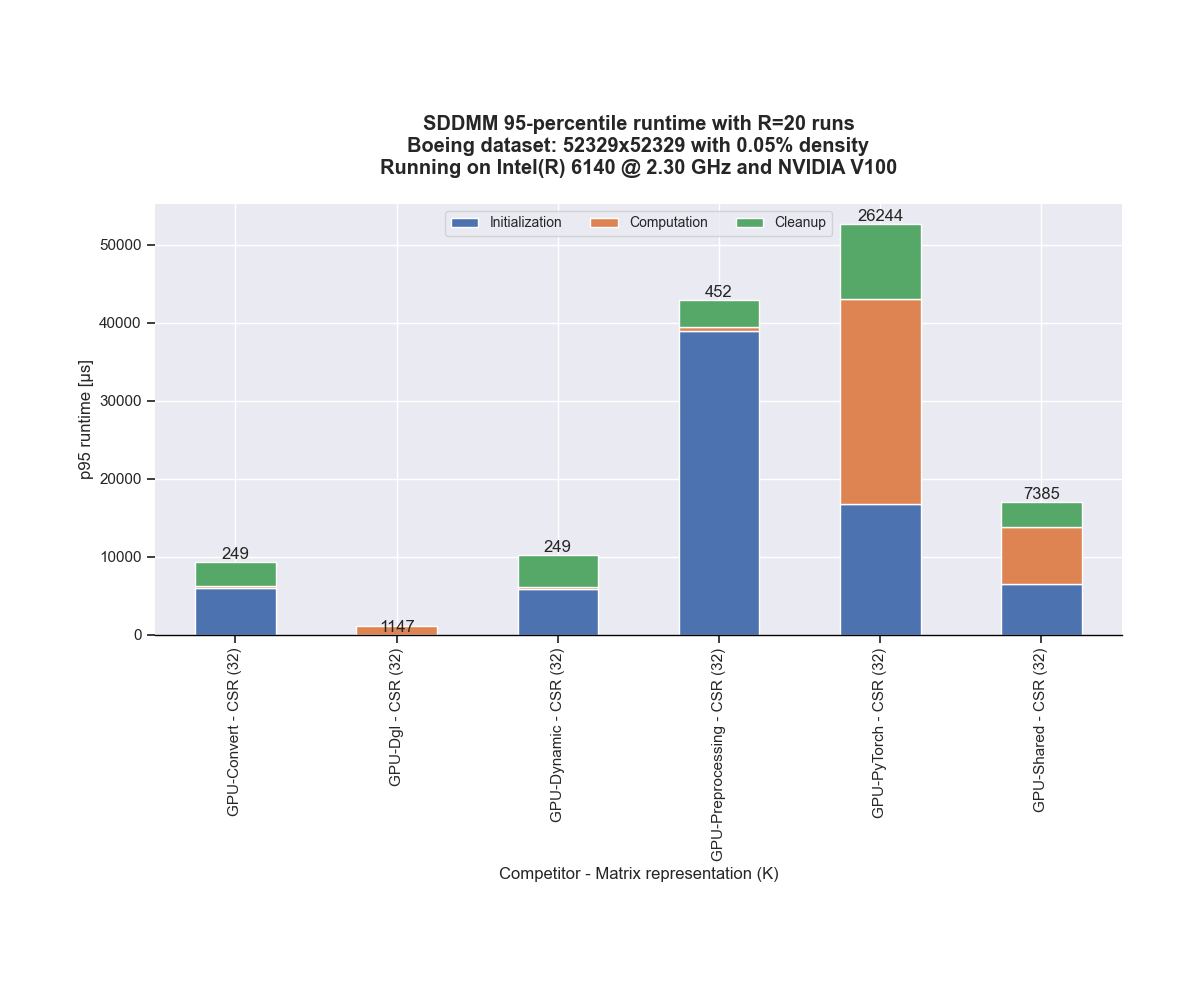 SDDMM 95-percentile runtime with R=20 runs
Boeing dataset: 52329x52329 with 0.05% density
Running on Intel(R) 6140 @ 2.30 GHz and NVIDIA V100
Initialization
Computation
Cleanup
26244
452
7385
249
249
1147
50000
40000
30000
20000
10000
0
p95 runtime [µs]
GPU-Convert - CSR (32)
GPU-Dgl - CSR (32)
GPU-Dynamic - CSR (32)
GPU-Preprocessing - CSR (32)
GPU-PyTorch - CSR (32)
GPU-Shared - CSR (32)
Competitor - Matrix representation (K)